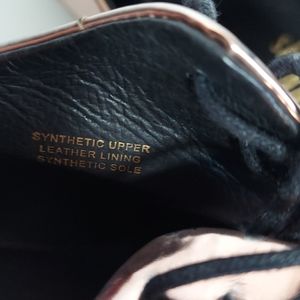 SYNTHETIC UPPER
LEATHER LINING
SYNTHETIC SOLE